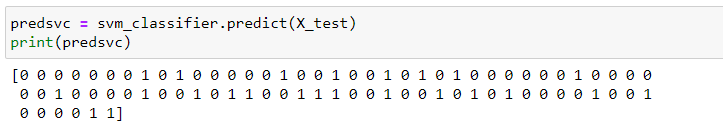 predsvc = svm_classifier.predict(X_test)
print(predsvc)
[0 0 0 0 0 0 0 1 0 1 0 0 0 0 0 1 0 0 1 0 0 1 0 1 0 1 0 0 0 0 0 0 1 0 0 0 0
0 0 1 0 0 0 0 1 0 0 1 0 1 1 0 0 1 1 1 0 0 1 0 0 1 0 1 0 1 0 0 0 0 1 0 0 1
0 0 0 0 1 1]